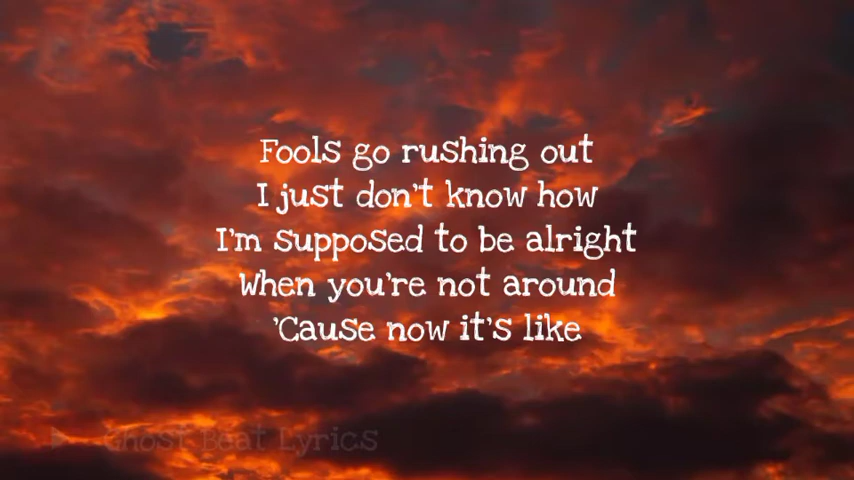 Fools go rushing out
I just don't know how
I'm supposed to be alright
When you're not around
'Cause now it's like
Ghost Beat Lyrics